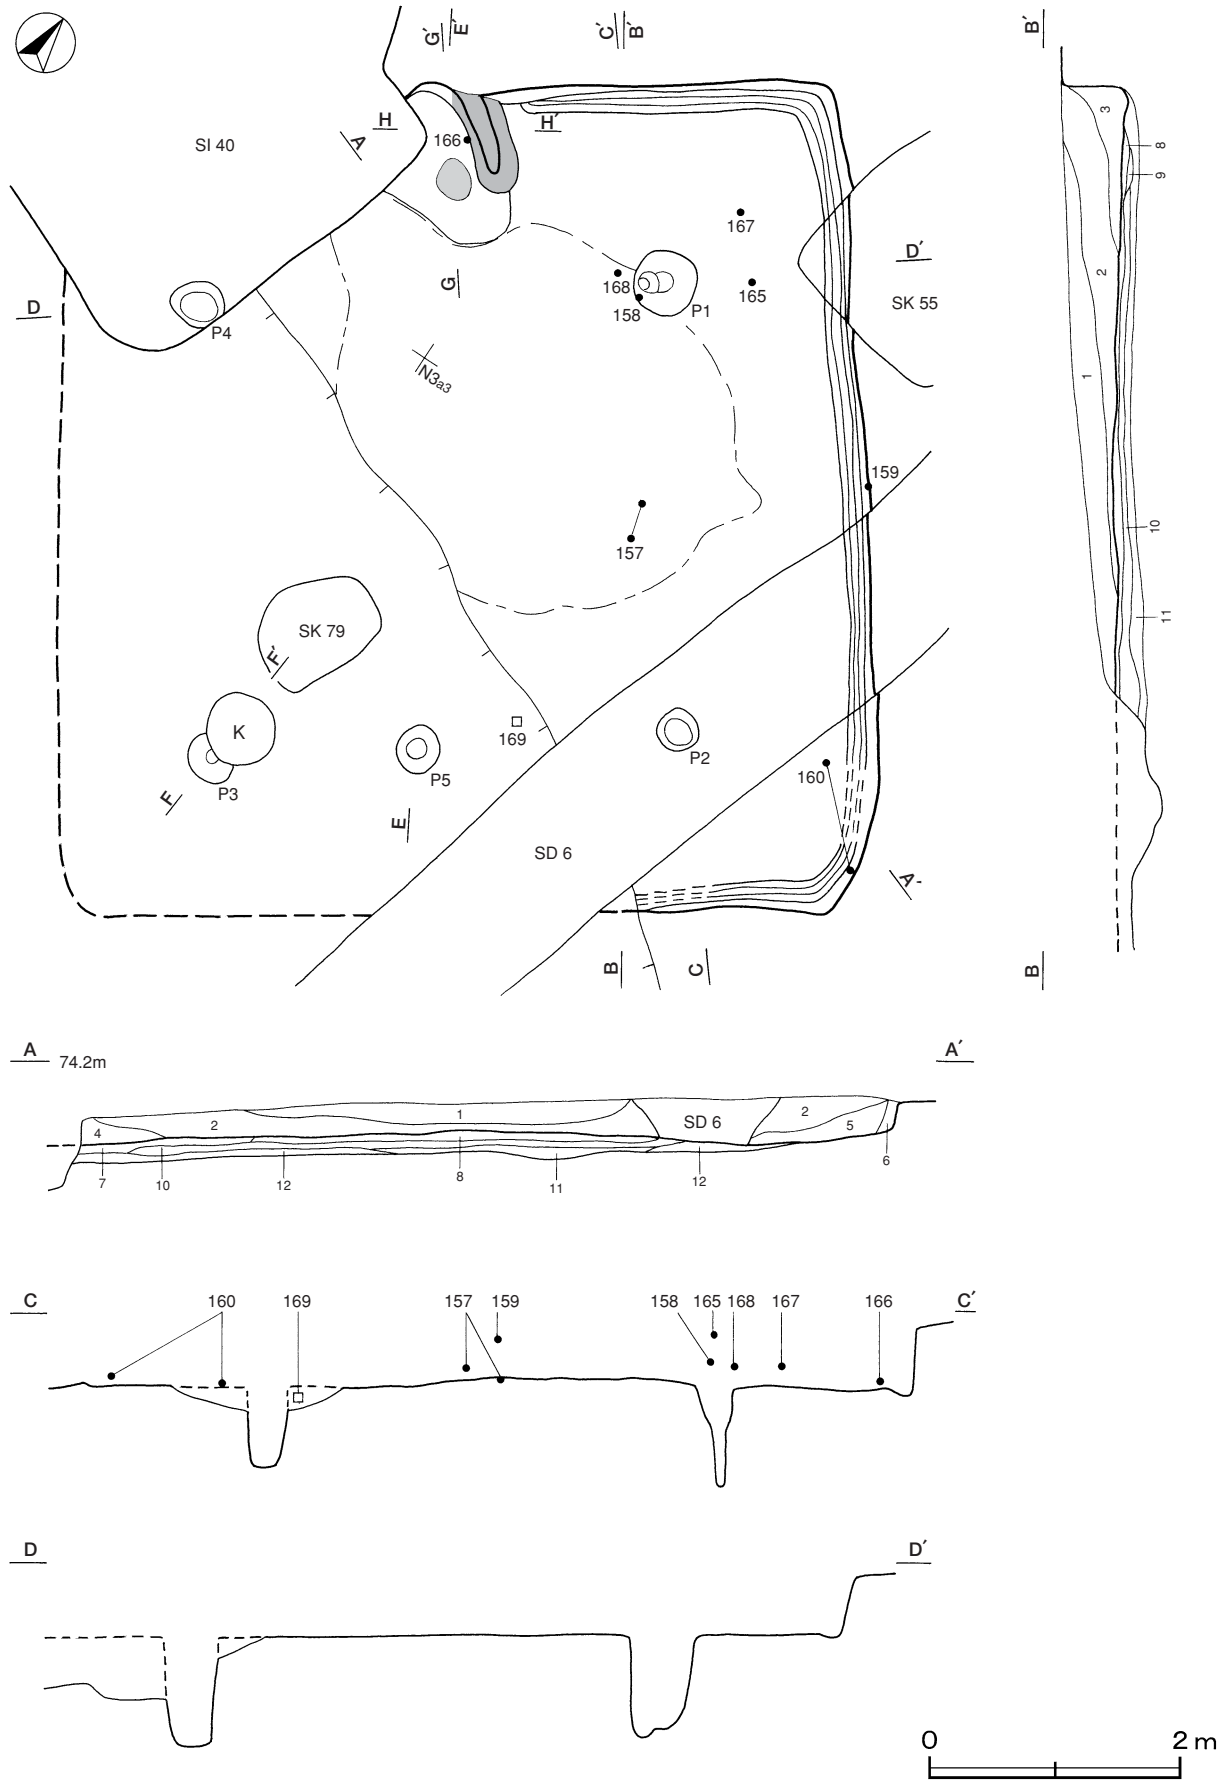 G′ E′ C′ B′ B′
SI 40
A H H′
166
3
8
9
167
D′
D
168 165
158 P1
SK 55
P4
G
2
N3a3
1
159
157
10
11
SK 79
F′
K
169
P2
P5
160
P3
F
E
SD 6
A-
B C B
A 74.2m A′
1
2
SD 6
2
4
5
6
7 10 12 8 11 12
C 160 169 157 159 158 165 168 167 166 C′
D D′
0 2 m